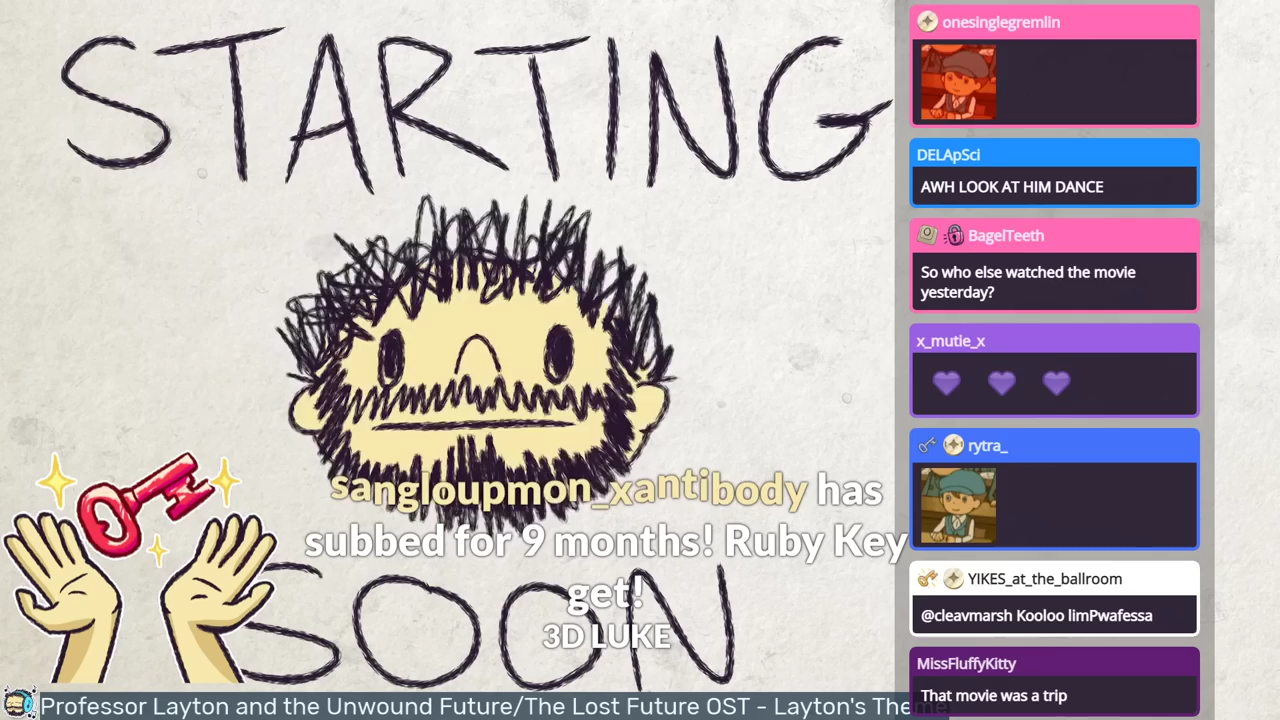 STARTING
SOON
sangloupmon_xantibody has
subbed for 9 months! Ruby Key
get!
3D LUKE
Professor Layton and the Unwound Future/The Lost Future OST - Layton's Theme
onesinglegremlin
DELApSci
AWH LOOK AT HIM DANCE
BagelTeeth
So who else watched the movie
yesterday?
x_mutie_x
rytra_
YIKES_at_the_ballroom
@cleavmarsh Kooloo limPwafessa
MissFluffyKitty
That movie was a trip